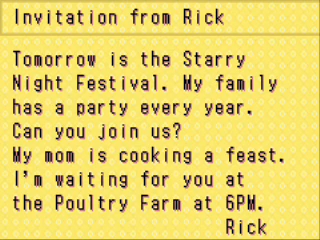 Invitation from Rick
Tomorrow is the Starry
Night Festival. My family
has a party every year.
Can you join us?
My mom is cooking a feast.
I'm waiting for you at
the Poultry Farm at 6PM.
Rick